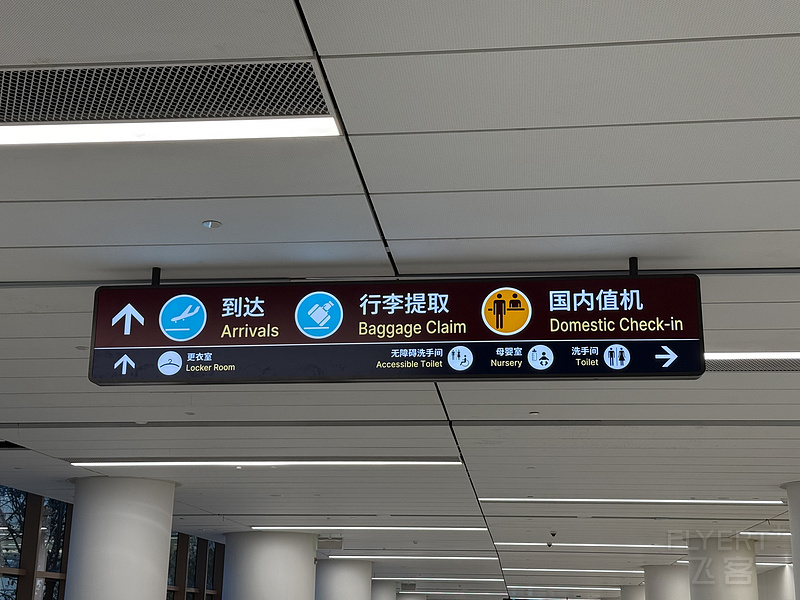 到达 行李提取 国内值机
Arrivals Baggage Claim Domestic Check-in
更衣室 无障碍洗手间 母婴室 洗手间
Locker Room Accessible Toilet Nursery Toilet
FLYERT
飞客